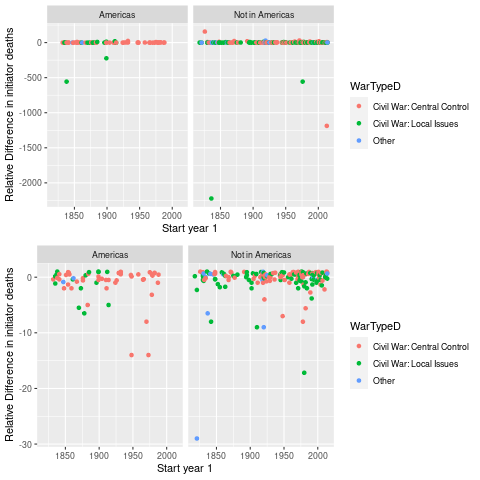 Americas
Not in Americas
0
-500
-1000
-1500
-2000
1850
1900
1950
2000
1850
1900
1950
2000
Relative Difference in initiator deaths
Start year 1
WarTypeD
Civil War: Central Control
Civil War: Local Issues
Other
Americas
Not in Americas
0
-10
-20
-30
1850
1900
1950
2000
1850
1900
1950
2000
Relative Difference in initiator deaths
Start year 1
WarTypeD
Civil War: Central Control
Civil War: Local Issues
Other